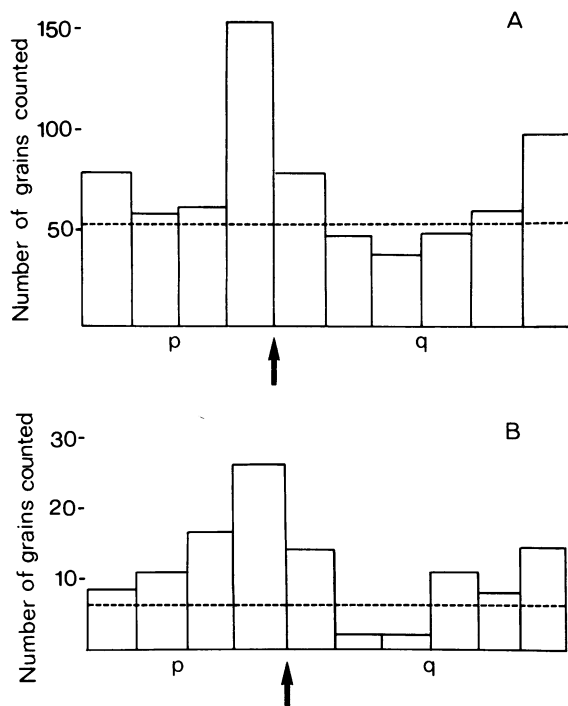 A
Number of grains counted
150-
100-
50-
p
q
B
Number of grains counted
30-
20-
10-
p
q